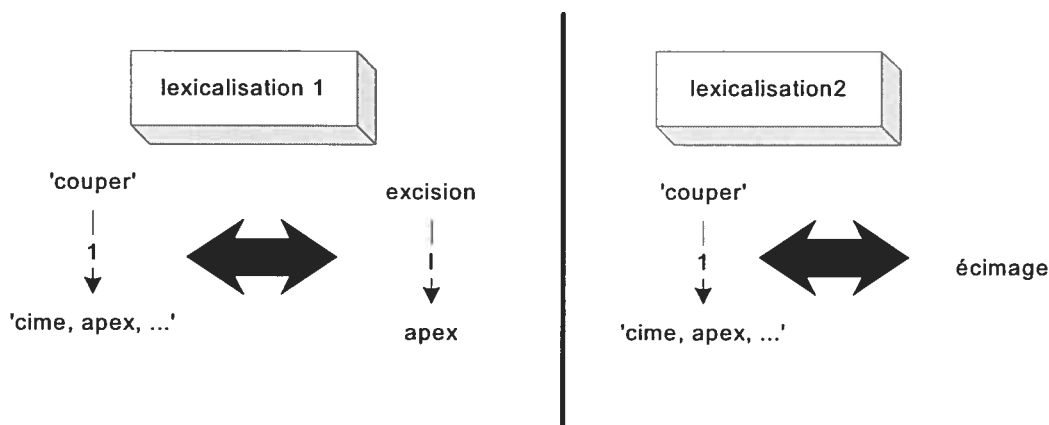 lexicalisation 1
'couper'
1
'cime, apex, ...'
excision
I
apex
lexicalisation2
'couper'
1
'cime, apex, ...'
écimage